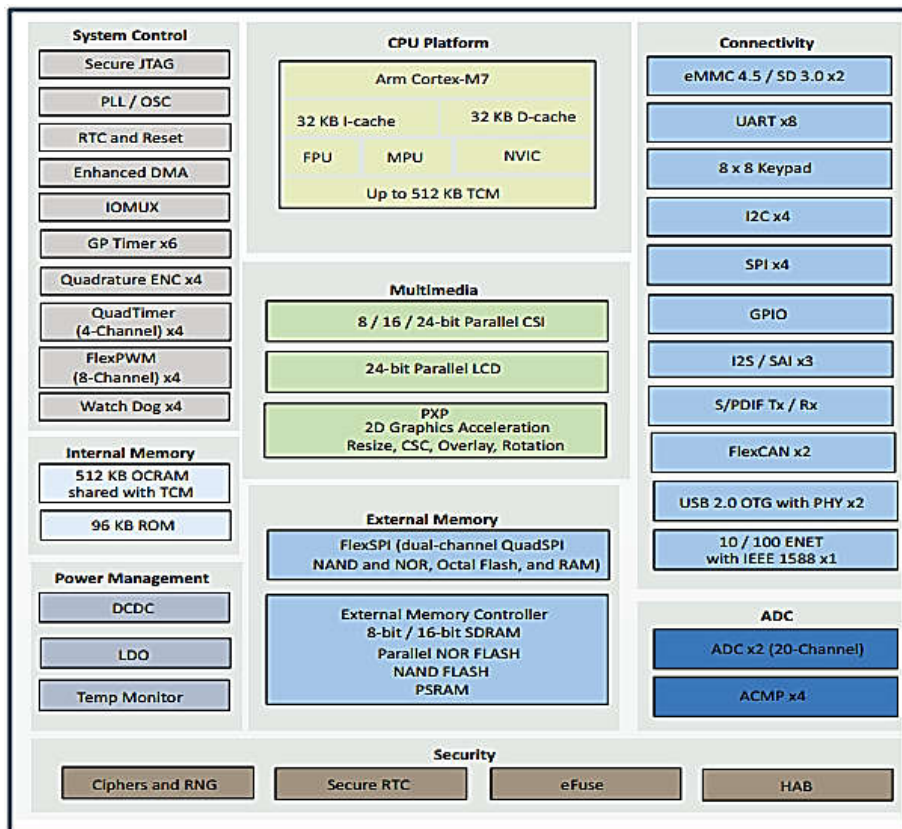 System Control
Secure JTAG
PLL / OSC
RTC and Reset
Enhanced DMA
IOMUX
GP Timer x6
Quadrature ENC x4
QuadTimer
(4-Channel) x4
FlexPWM
(8-Channel) x4
Watch Dog x4
Internal Memory
512 KB OCRAM
shared with TCM
96 KB ROM
Power Management
DCDC
LDO
Temp Monitor
CPU Platform
Arm Cortex-M7
32 KB I-cache
32 KB D-cache
FPU
MPU
NVIC
Up to 512 KB TCM
Multimedia
8 / 16 / 24-bit Parallel CSI
24-bit Parallel LCD
PXP
2D Graphics Acceleration
Resize, CSC, Overlay, Rotation
External Memory
FlexSPI (dual-channel QuadSPI
NAND and NOR, Octal Flash, and RAM)
External Memory Controller
8-bit / 16-bit SDRAM
Parallel NOR FLASH
NAND FLASH
PSRAM
Connectivity
eMMC 4.5 / SD 3.0 x2
UART x8
8 x 8 Keypad
I2C x4
SPI x4
GPIO
I2S / SAI x3
S/PDIF Tx / Rx
FlexCAN x2
USB 2.0 OTG with PHY x2
10 / 100 ENET
with IEEE 1588 x1
ADC
ADC x2 (20-Channel)
ACMP x4
Security
Ciphers and RNG
Secure RTC
eFuse
HAB